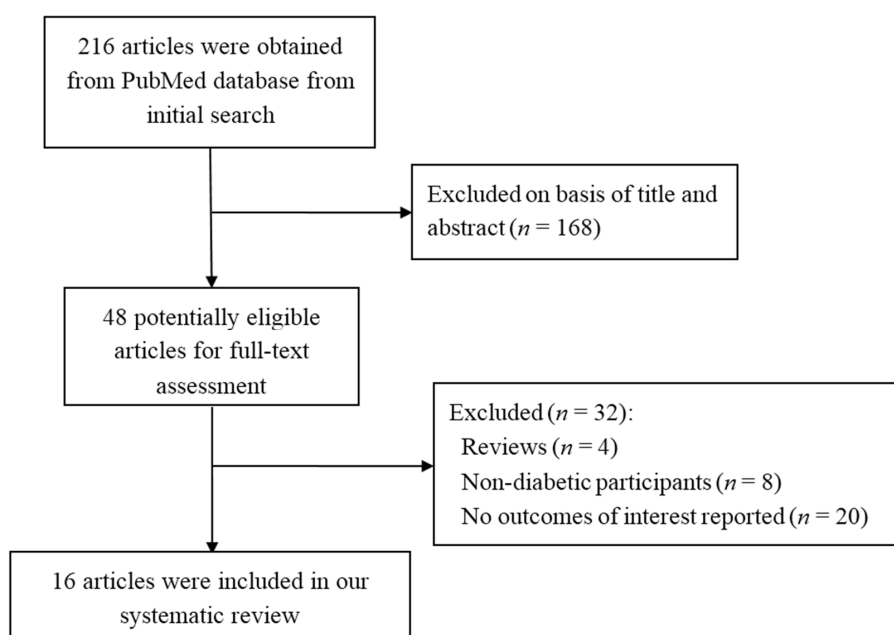 216 articles were obtained
from PubMed database from
initial search
Excluded on basis of title and
abstract (n = 168)
48 potentially eligible
articles for full-text
assessment
Excluded (n = 32):
Reviews (n = 4)
Non-diabetic participants (n = 8)
No outcomes of interest reported (n = 20)
16 articles were included in our
systematic review